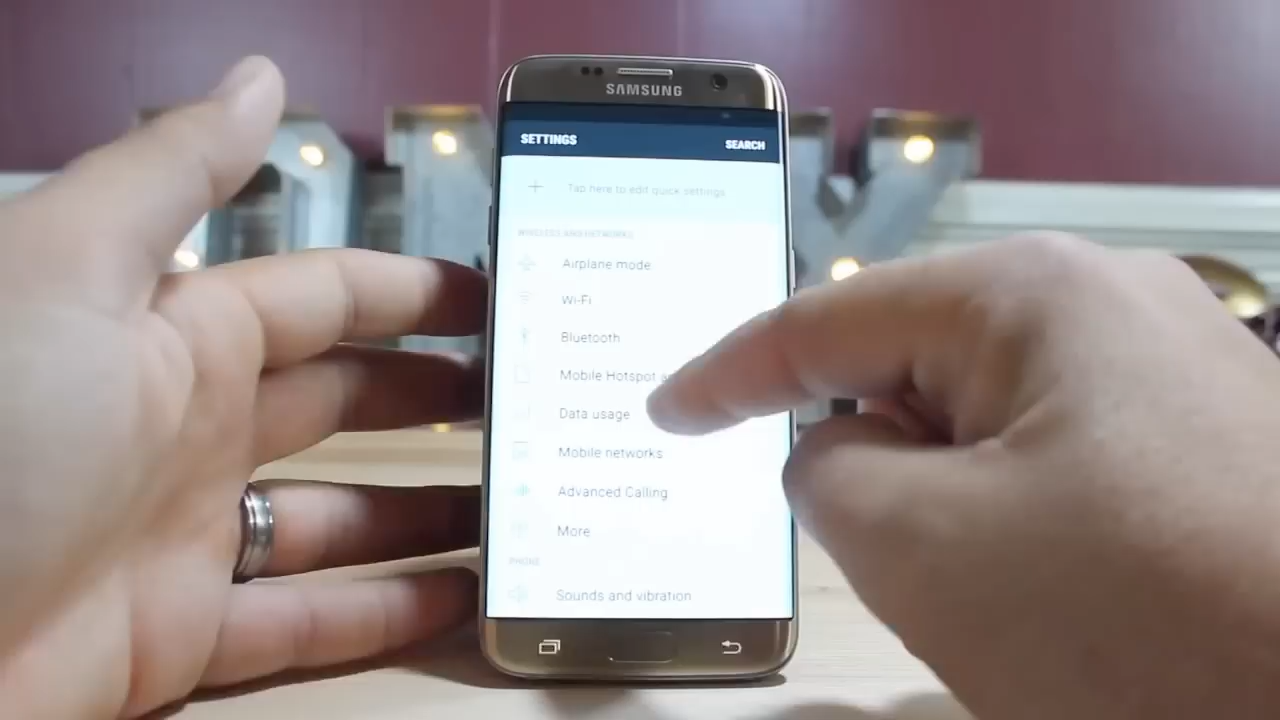 SAMSUNG
SETTINGS
SEARCH
Tap here to edit quick settings
WIRELESS AND NETWORKS
Airplane mode
Wi-Fi
Bluetooth
Mobile Hotspot
Data usage
Mobile networks
Advanced Calling
More
PHONE
Sounds and vibration